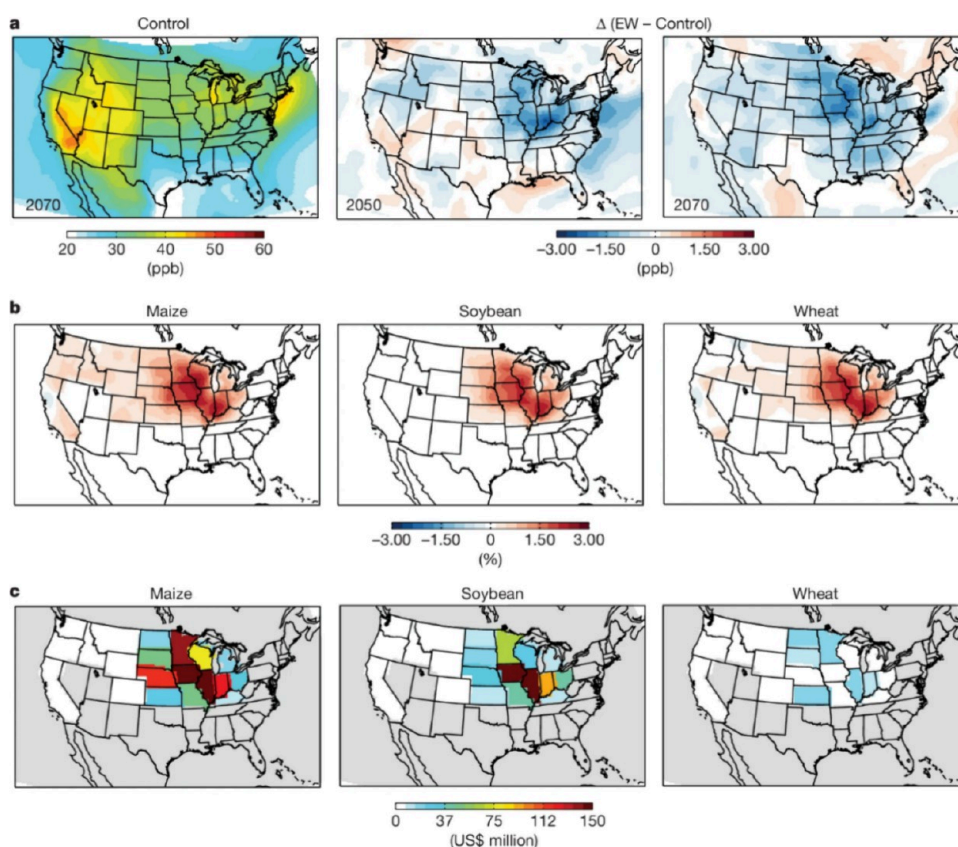 a
Control
Δ (EW – Control)
2070
2050
2070
20 30 40 50 60
(ppb)
–3.00 –1.50 0 1.50 3.00
(ppb)
b
Maize
Soybean
Wheat
–3.00 –1.50 0 1.50 3.00
(%)
c
Maize
Soybean
Wheat
0 37 75 112 150
(US$ million)